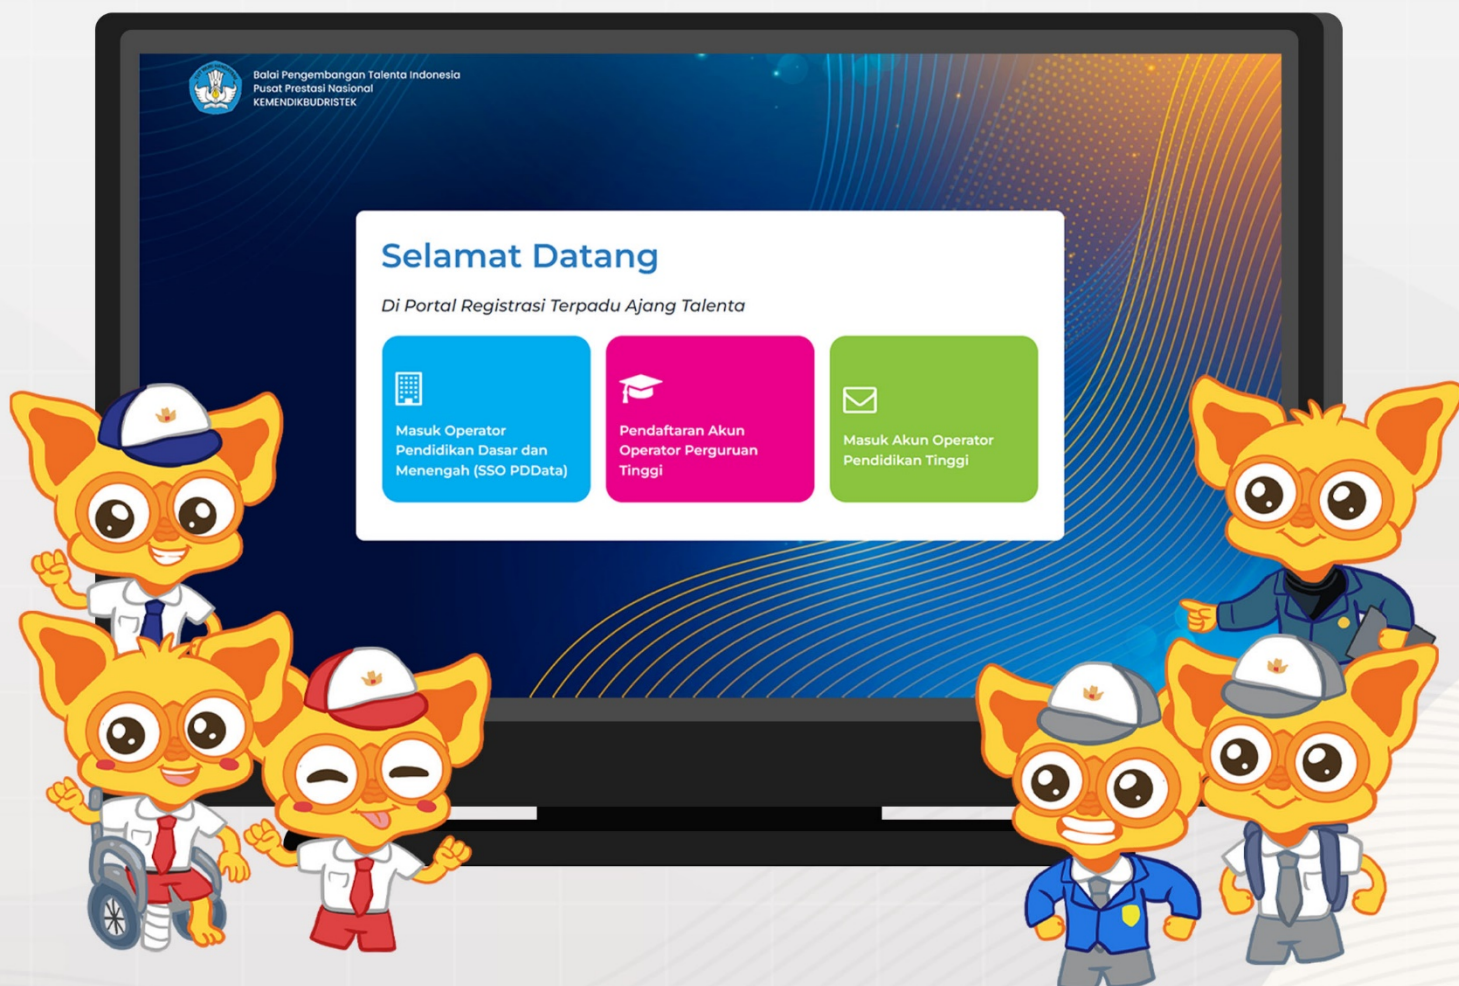 Balai Pengembangan Talenta Indonesia
Pusat Prestasi Nasional
KEMENDIKBUDRISTEK
Selamat Datang
Di Portal Registrasi Terpadu Ajang Talenta
Masuk Operator
Pendidikan Dasar dan
Menengah (SSO PDData)
Pendaftaran Akun
Operator Perguruan
Tinggi
Masuk Akun Operator
Pendidikan Tinggi